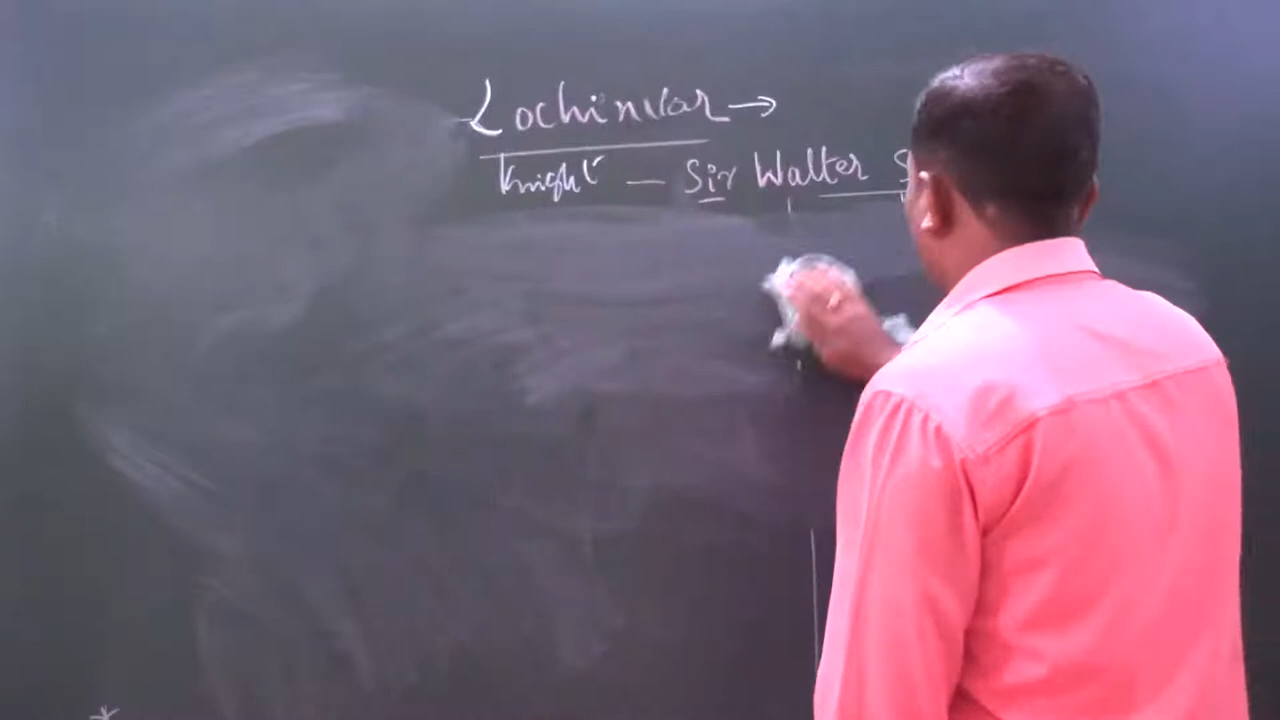 Lochinvar →
Knight — Sir Walter S